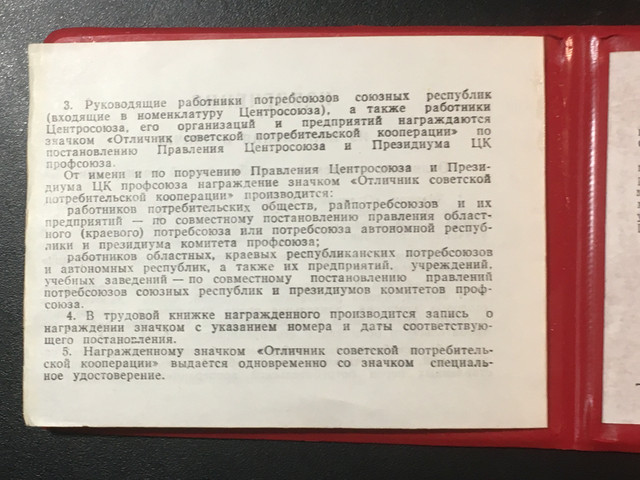 3. Руководящие работники потребсоюзов союзных республик
(входящие в номенклатуру Центросоюза), а также работники
Центросоюза, его организаций и предприятий награждаются
значком «Отличник советской потребительской кооперации» по
постановлению Правления Центросоюза и Президиума ЦК
профсоюза.
От имени и по поручению Правления Центросоюза и Прези-
диума ЦК профсоюза награждение значком «Отличник советской
потребительской кооперации» производится:
работников потребительских обществ, райпотребсоюзов и их
предприятий — по совместному постановлению правления област-
ного (краевого) потребсоюза или потребсоюза автономной респуб-
лики и президиума комитета профсоюза;
работников областных, краевых республиканских потребсоюзов
и автономных республик, а также их предприятий, учреждений,
учебных заведений — по совместному постановлению правлений
потребсоюзов союзных республик и президиумов комитетов проф-
союза.
4. В трудовой книжке награжденного производится запись о
награждении значком с указанием номера и даты соответствую-
щего постановления.
5. Награжденному значком «Отличник советской потребитель-
ской кооперации» выдается одновременно со значком специаль-
ное удостоверение.